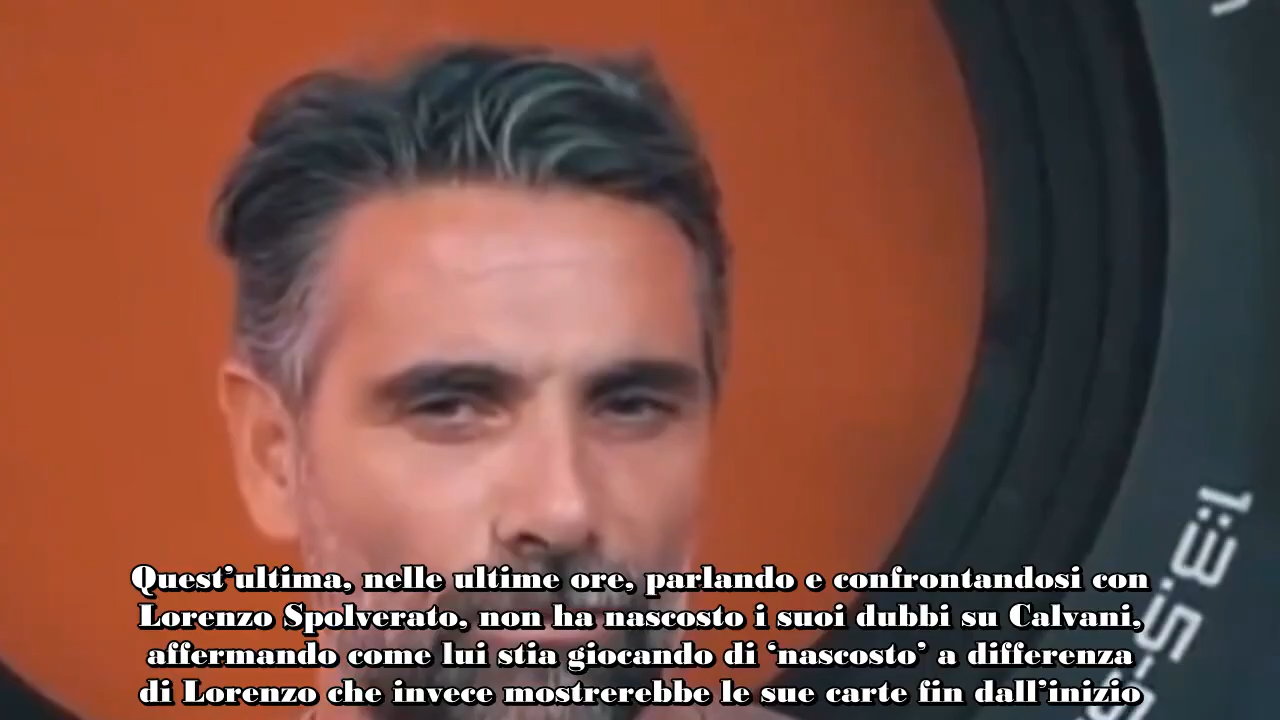 Quest’ultima, nelle ultime ore, parlando e confrontandosi con
Lorenzo Spolverato, non ha nascosto i suoi dubbi su Calvani,
affermando come lui stia giocando di ‘nascosto’ a differenza
di Lorenzo che invece mostrerebbe le sue carte fin dall’inizio